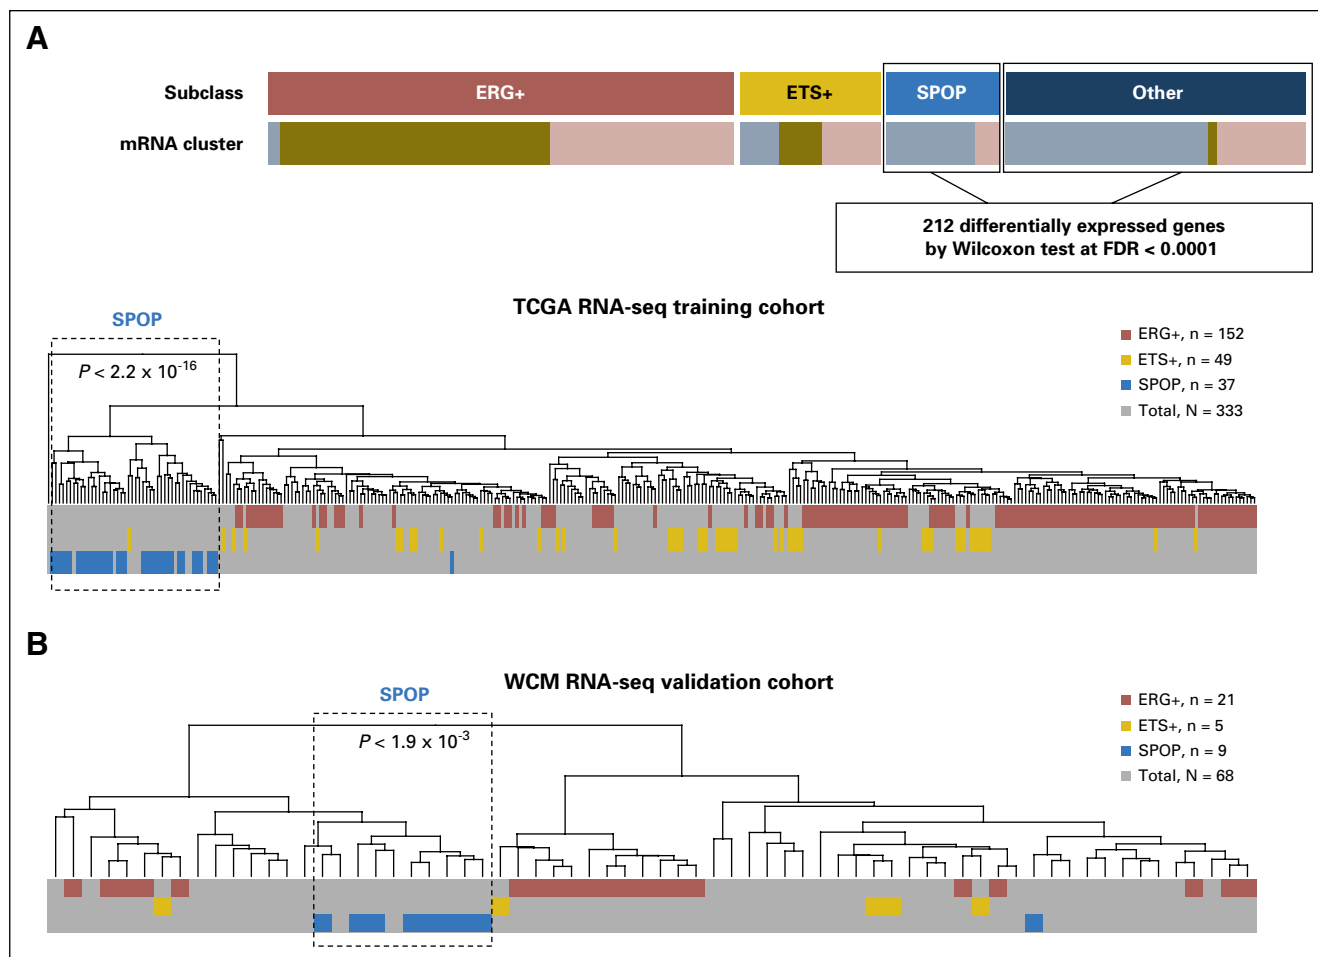 A
Subclass
ERG+
ETS+
SPOP
Other
mRNA cluster
212 differentially expressed genes
by Wilcoxon test at FDR < 0.0001
TCGA RNA-seq training cohort
SPOP
P < 2.2 x 10-16
ERG+, n = 152
ETS+, n = 49
SPOP, n = 37
Total, N = 333
B
WCM RNA-seq validation cohort
SPOP
P < 1.9 x 10-3
ERG+, n = 21
ETS+, n = 5
SPOP, n = 9
Total, N = 68